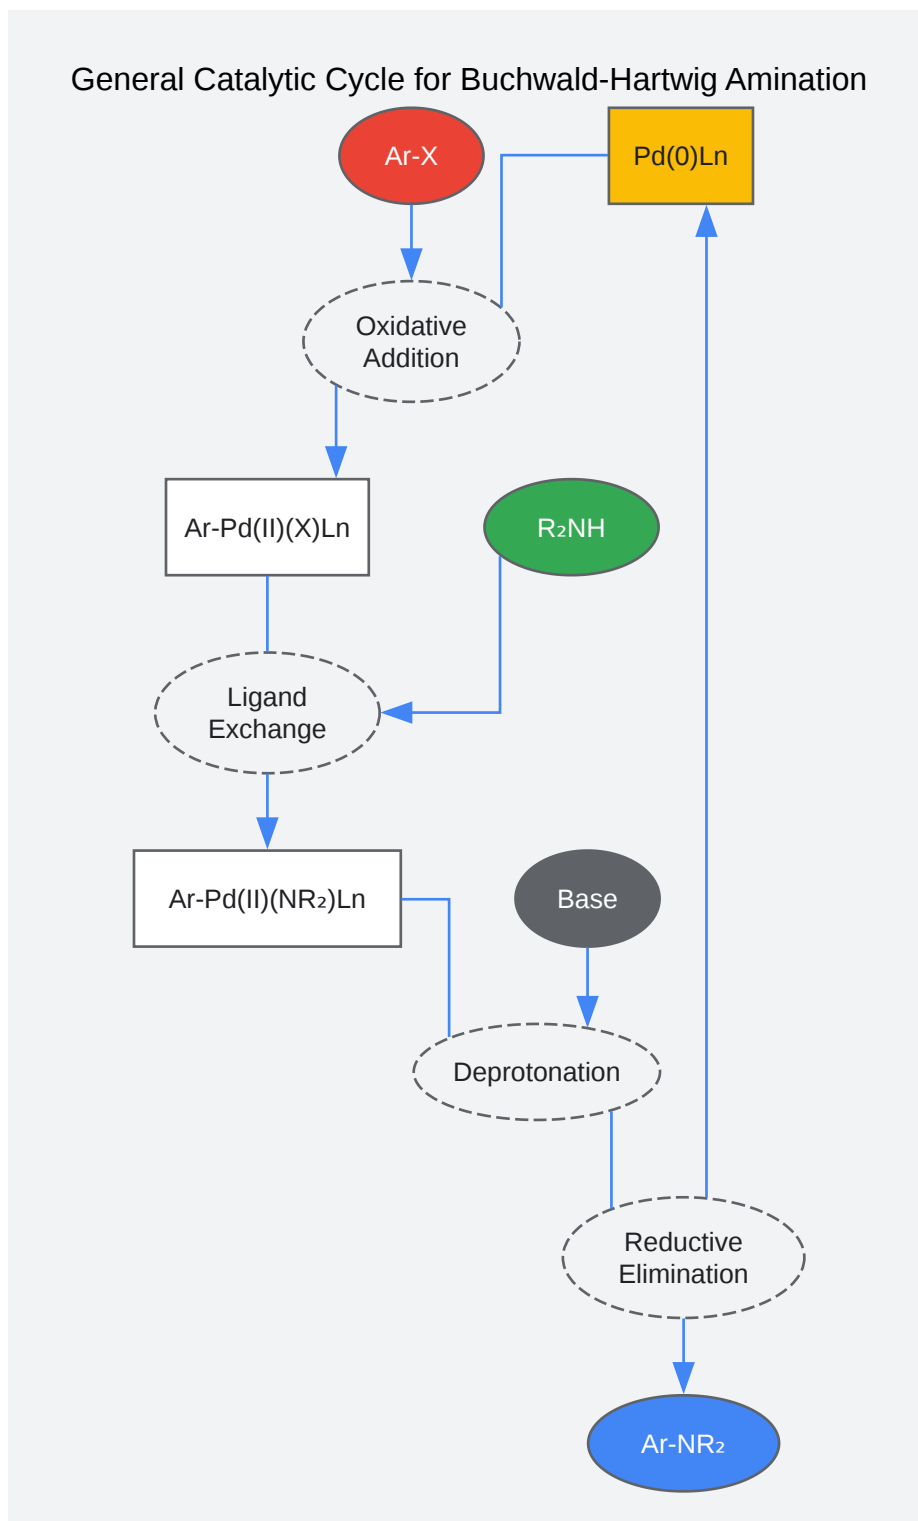 General Catalytic Cycle for Buchwald-Hartwig Amination
Ar-X
Pd(0)Ln
Oxidative
Addition
Ar-Pd(II)(X)Ln
R₂NH
Ligand
Exchange
Ar-Pd(II)(NR₂)Ln
Base
Deprotonation
Reductive
Elimination
Ar-NR₂